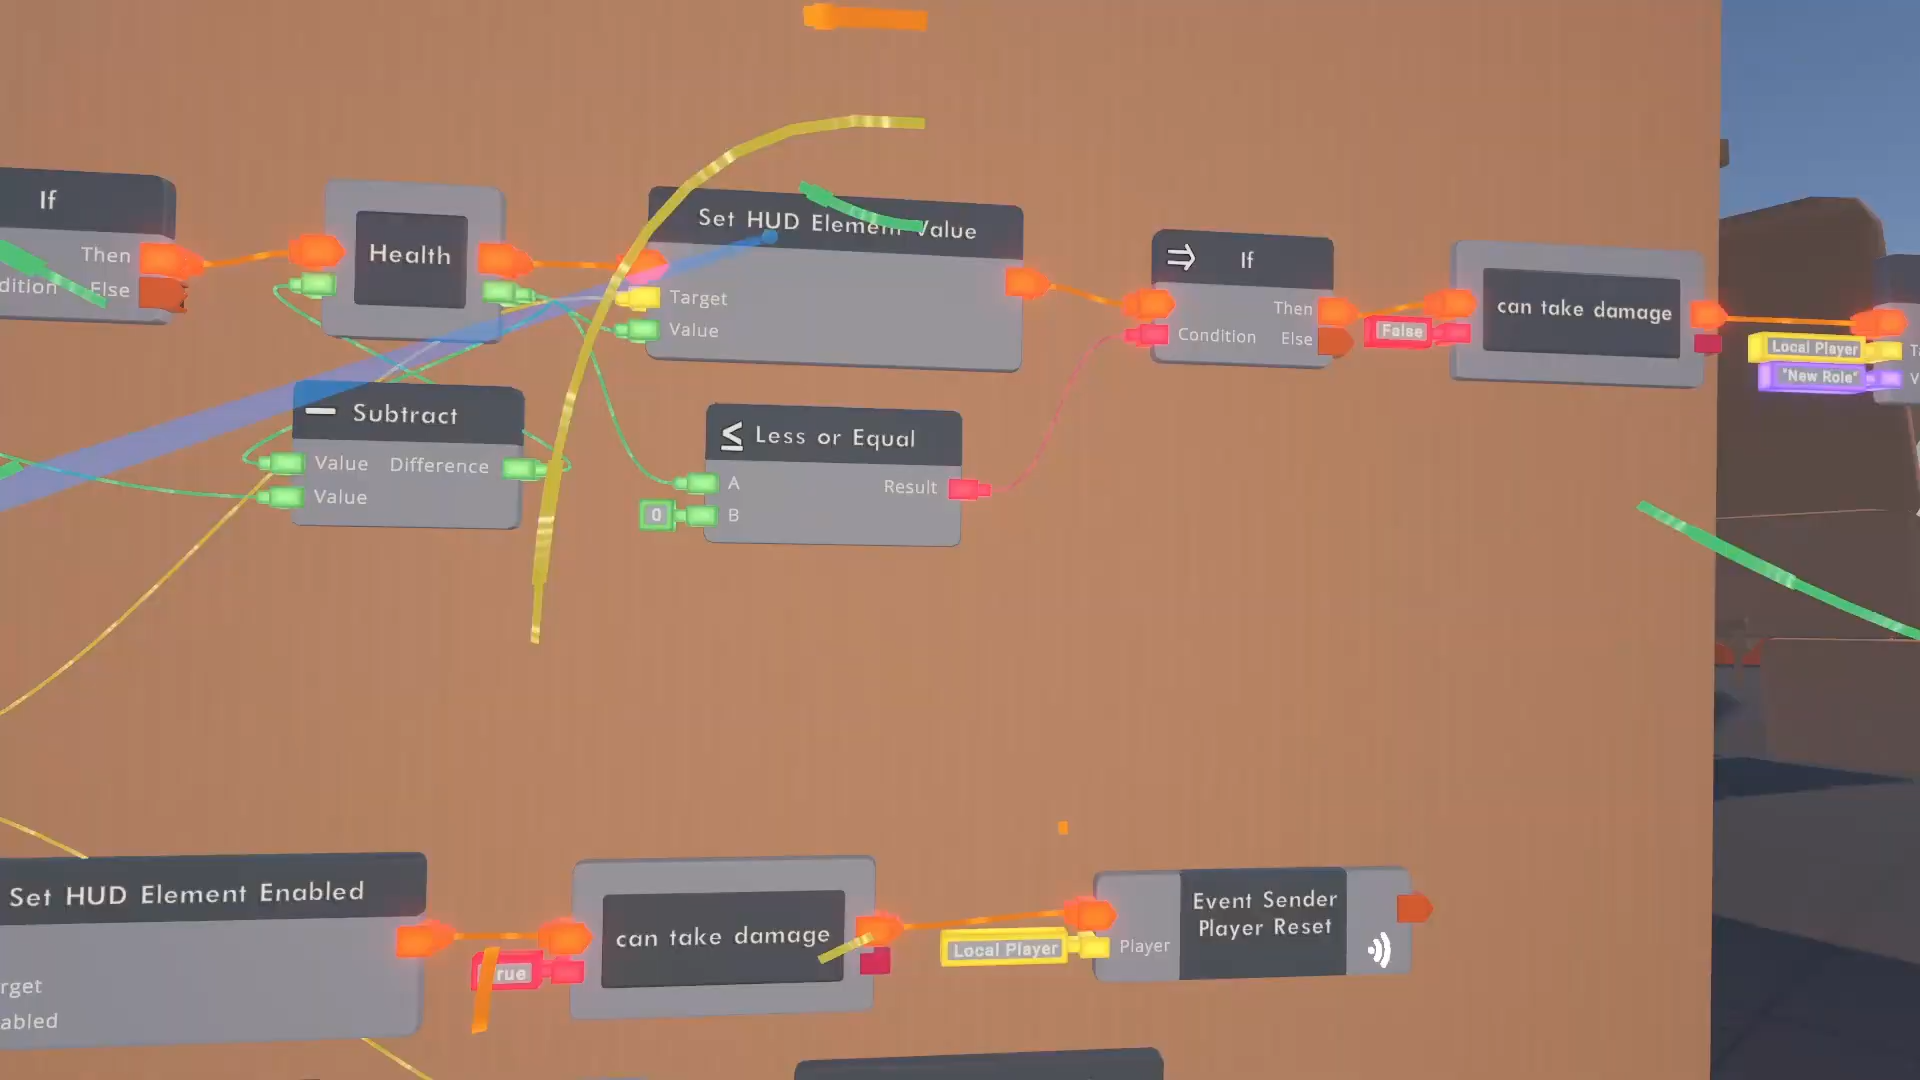 If
Then
dition Else
Health
Set HUD Element Value
Target
Value
If
Then
Condition Else
False
can take damage
Local Player
"New Role"
Subtract
Value Difference
Value
Less or Equal
A
Result
0 B
Set HUD Element Enabled
rget
abled
rue
can take damage
Local Player
Player
Event Sender
Player Reset